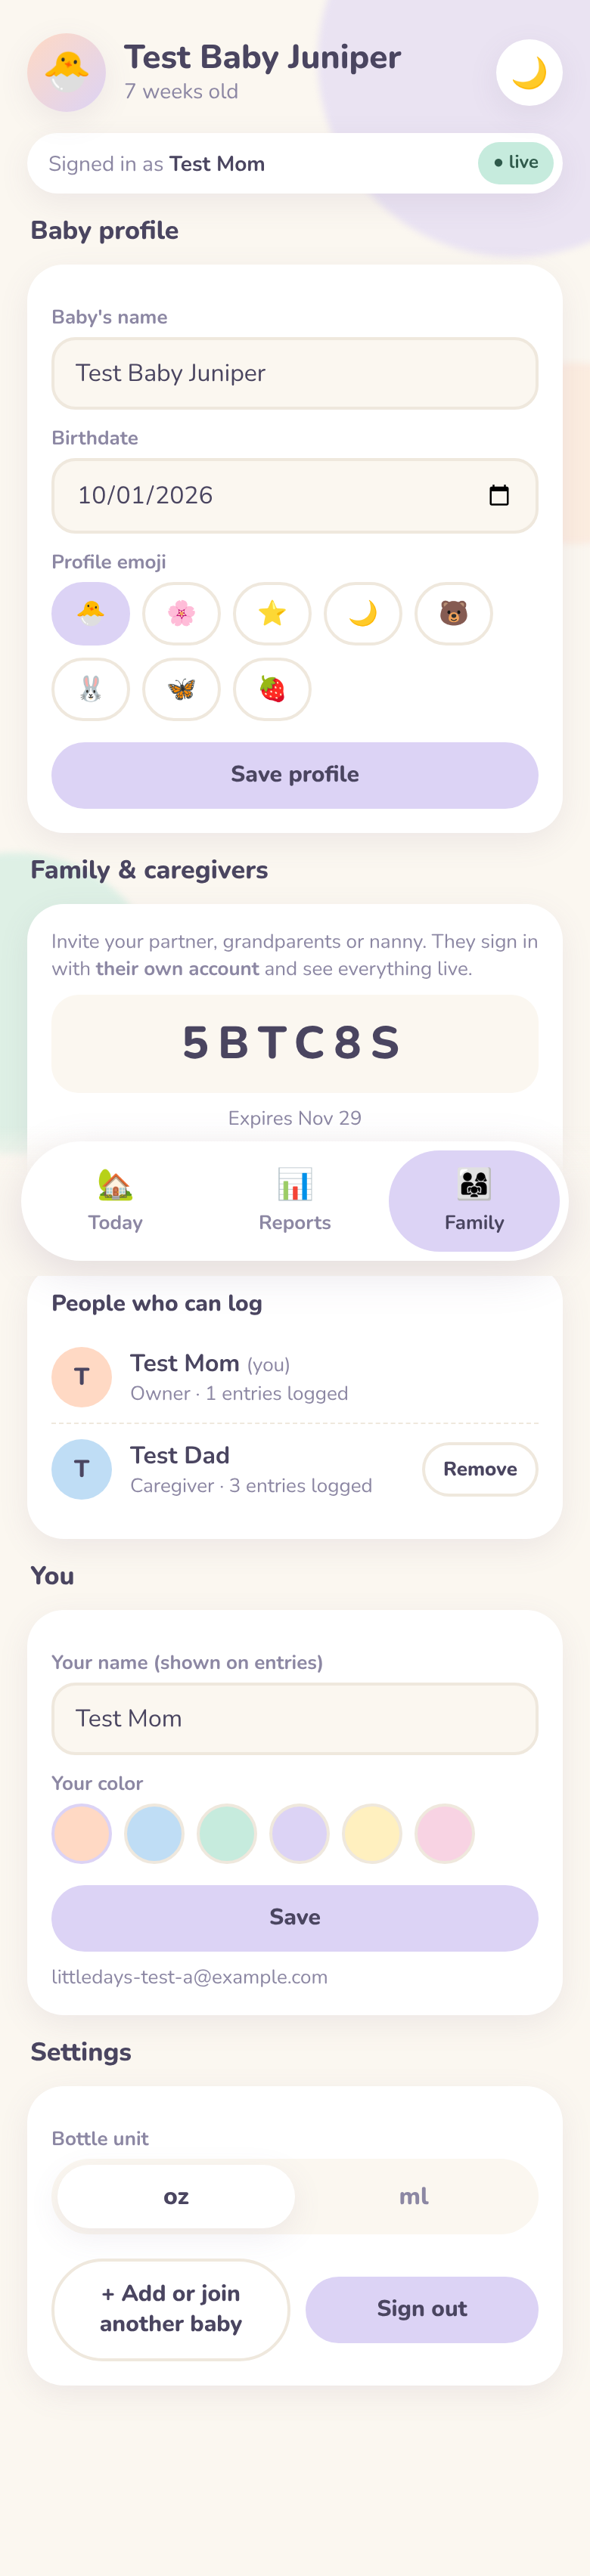 Test Baby Juniper
7 weeks old
Signed in as Test Mom
• live
Baby profile
Baby's name
Test Baby Juniper
Birthdate
10/01/2026
Profile emoji
Save profile
Family & caregivers
Invite your partner, grandparents or nanny. They sign in
with their own account and see everything live.
5BTC8S
Expires Nov 29
Today
Reports
Family
People who can log
T
Test Mom (you)
Owner · 1 entries logged
T
Test Dad
Caregiver · 3 entries logged
Remove
You
Your name (shown on entries)
Test Mom
Your color
Save
littledays-test-a@example.com
Settings
Bottle unit
oz
ml
+ Add or join
another baby
Sign out